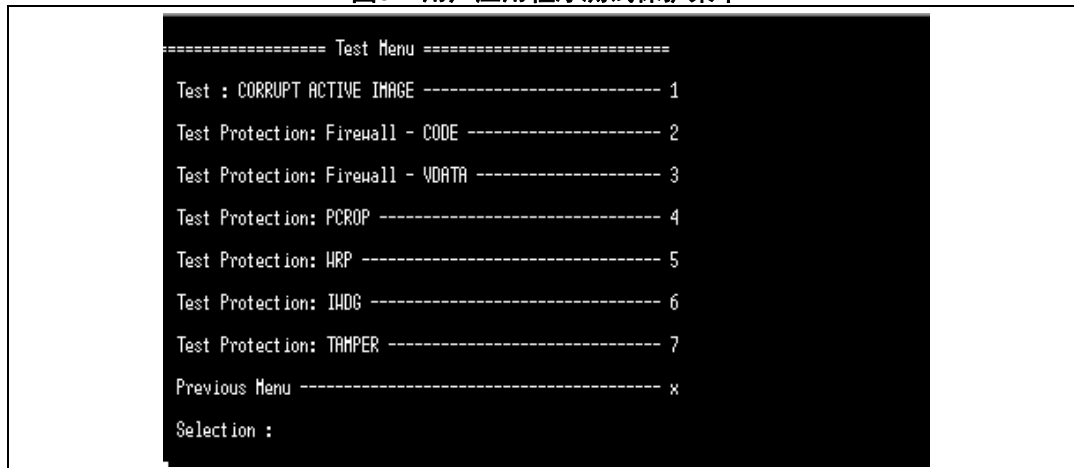 ================== Test Menu ============================
Test : CORRUPT ACTIVE IMAGE --------------------------- 1
Test Protection: Firewall - CODE ---------------------- 2
Test Protection: Firewall - VDATA --------------------- 3
Test Protection: PCROP -------------------------------- 4
Test Protection: WRP ---------------------------------- 5
Test Protection: IWDG --------------------------------- 6
Test Protection: TAMPER ------------------------------- 7
Previous Menu ----------------------------------------- x
Selection :